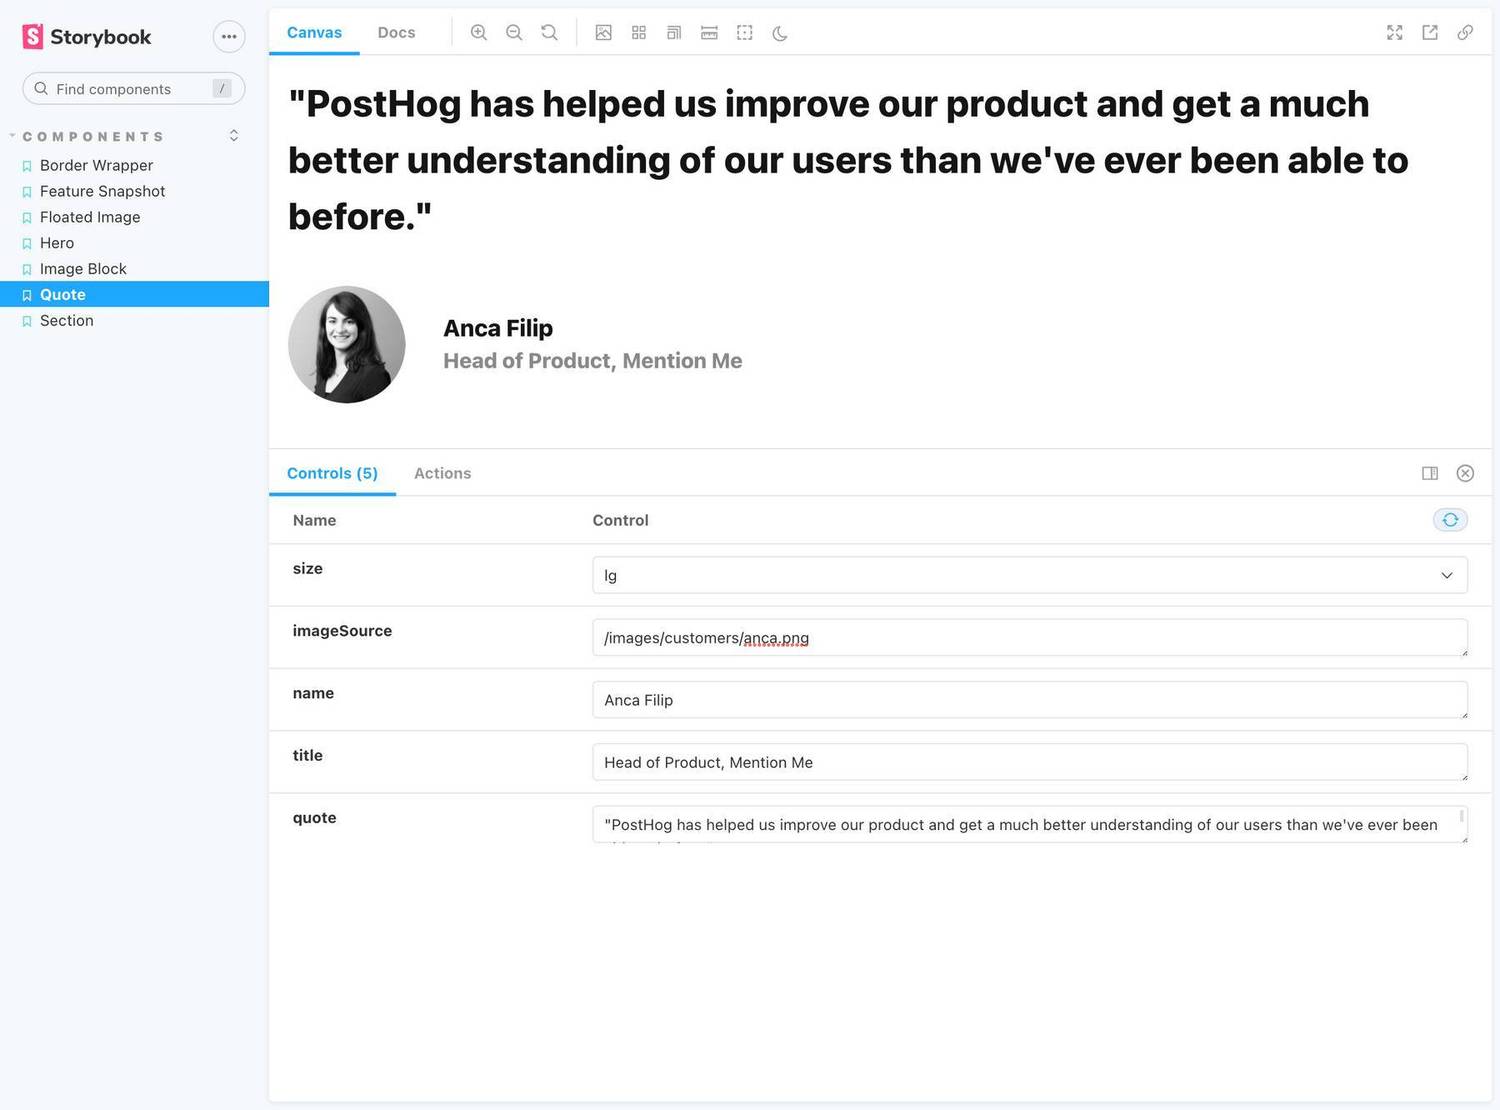 Storybook
Find components
/
COMPONENTS
Border Wrapper
Feature Snapshot
Floated Image
Hero
Image Block
Quote
Section
Canvas
Docs
"PostHog has helped us improve our product and get a much
better understanding of our users than we've ever been able to
before."
Anca Filip
Head of Product, Mention Me
Controls (5)
Actions
Name
Control
size
lg
imageSource
/images/customers/anca.png
name
Anca Filip
title
Head of Product, Mention Me
quote
"PostHog has helped us improve our product and get a much better understanding of our users than we've ever been